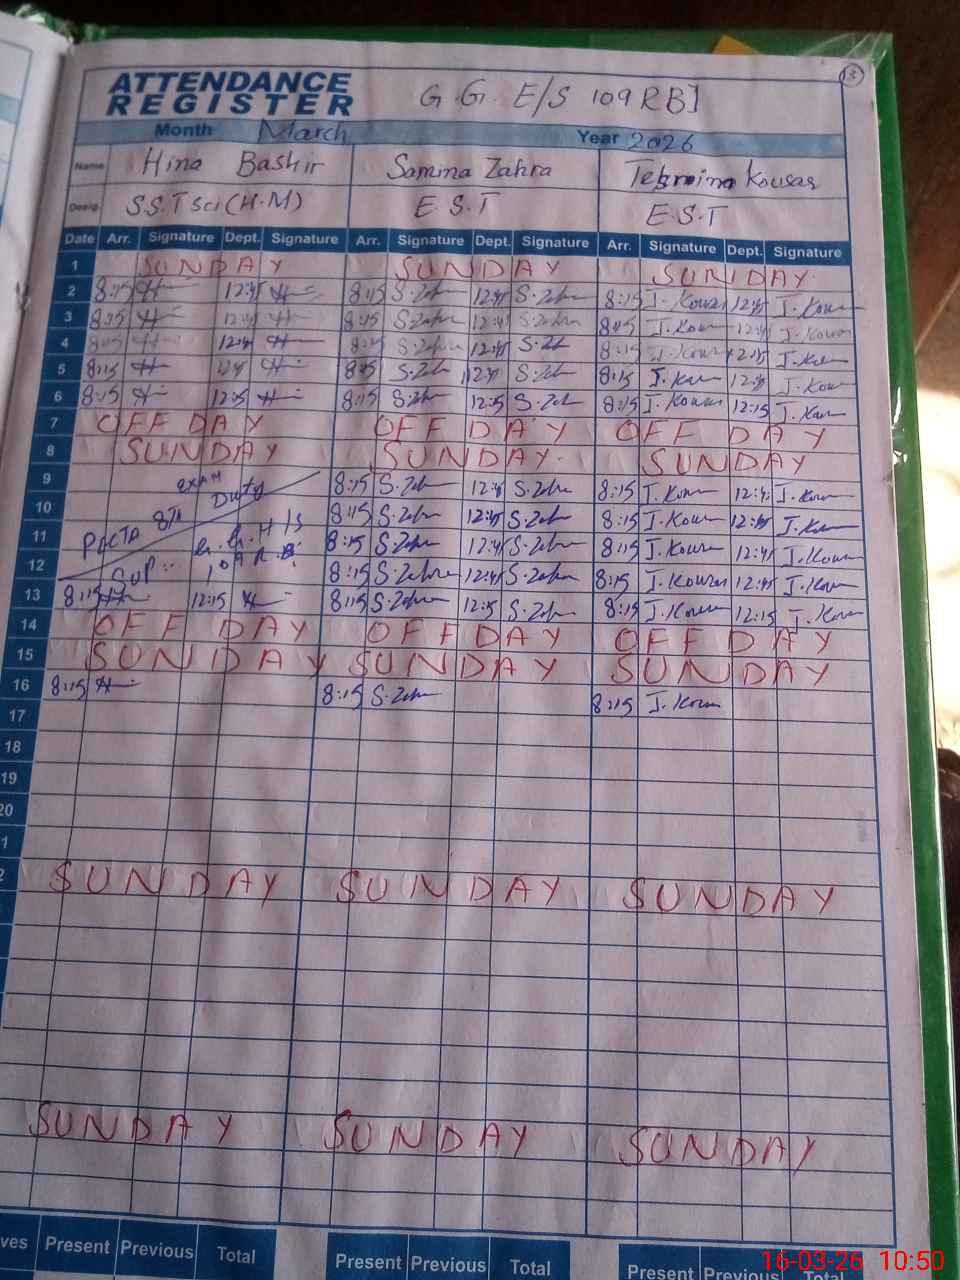 13
ATTENDANCE
REGISTER
G.G. E/S 109 RB I
Month March Year 2026
Name Hina Bashir Samina Zahra Tehmina Kousar
Desig. S.S.T Sci (H.M) E.S.T E.S.T
Date Arr. Signature Dept. Signature Arr. Signature Dept. Signature Arr. Signature Dept. Signature
1 SUNDAY SUNDAY SUNDAY
2 8:15 12:45 8:15 S.Zahra 12:45 S.Zahra 8:15 T.Kousar 12:45 T.Kousar
3 8:15 12:45 8:15 S.Zahra 12:45 S.Zahra 8:15 T.Kousar 12:45 T.Kousar
4 8:15 12:45 8:15 S.Zahra 12:45 S.Zahra 8:15 T.Kousar 12:45 T.Kousar
5 8:15 12:45 8:15 S.Zahra 12:45 S.Zahra 8:15 T.Kousar 12:45 T.Kousar
6 8:15 12:15 8:15 S.Zahra 12:15 S.Zahra 8:15 T.Kousar 12:15 T.Kousar
7 OFF DAY OFF DAY OFF DAY
8 SUNDAY SUNDAY SUNDAY
9 EXAM Duty 8:15 S.Zahra 12:45 S.Zahra 8:15 T.Kousar 12:45 T.Kousar
10 PECTA 8th 8:15 S.Zahra 12:45 S.Zahra 8:15 T.Kousar 12:45 T.Kousar
11 G.G.H/S 8:15 S.Zahra 12:45 S.Zahra 8:15 T.Kousar 12:45 T.Kousar
12 Sup: 109 R.B. 8:15 S.Zahra 12:45 S.Zahra 8:15 T.Kousar 12:45 T.Kousar
13 8:15 12:15 8:15 S.Zahra 12:15 S.Zahra 8:15 T.Kousar 12:15 T.Kousar
14 OFF DAY OFF DAY OFF DAY
15 SUNDAY SUNDAY SUNDAY
16 8:15 8:15 S.Zahra 8:15 T.Kousar
17
18
19
20
1
2 SUNDAY SUNDAY SUNDAY
SUNDAY SUNDAY SUNDAY
ves Present Previous Total Present Previous Total Present Previous Total
16-03-26 10:50